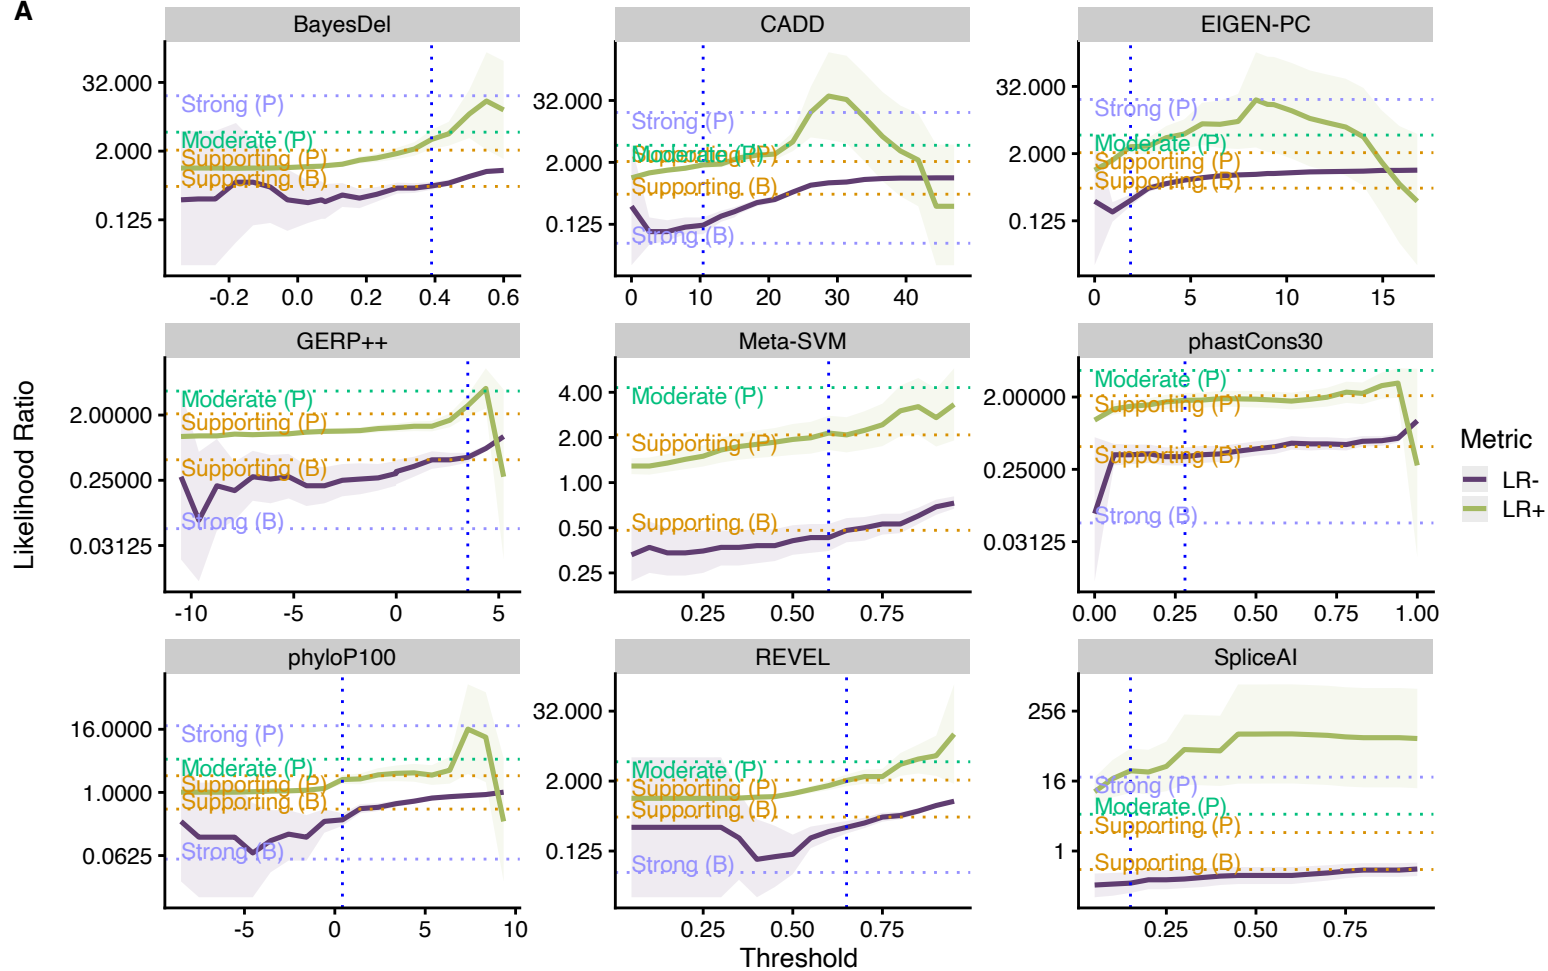 A
BayesDel
CADD
EIGEN-PC
32.000
2.000
0.125
Strong (P)
Moderate (P)
Supporting (P)
Supporting (B)
-0.2
0.0
0.2
0.4
0.6
32.000
2.000
0.125
Strong (P)
Moderate (P)
Supporting (P)
Supporting (B)
Strong (B)
0
10
20
30
40
32.000
2.000
0.125
Strong (P)
Moderate (P)
Supporting (P)
Supporting (B)
0
5
10
15
GERP++
Meta-SVM
phastCons30
Likelihood Ratio
2.00000
0.25000
0.03125
Moderate (P)
Supporting (P)
Supporting (B)
Strong (B)
-10
-5
0
5
4.00
2.00
1.00
0.50
0.25
Moderate (P)
Supporting (P)
Supporting (B)
0.25
0.50
0.75
2.00000
0.25000
0.03125
Moderate (P)
Supporting (P)
Supporting (B)
Strong (B)
0.00
0.25
0.50
0.75
1.00
Metric
LR-
LR+
phyloP100
REVEL
SpliceAI
16.0000
1.0000
0.0625
Strong (P)
Moderate (P)
Supporting (P)
Supporting (B)
Strong (B)
-5
0
5
10
32.000
2.000
0.125
Moderate (P)
Supporting (P)
Supporting (B)
Strong (B)
0.25
0.50
0.75
256
16
1
Strong (P)
Moderate (P)
Supporting (P)
Supporting (B)
0.25
0.50
0.75
Threshold